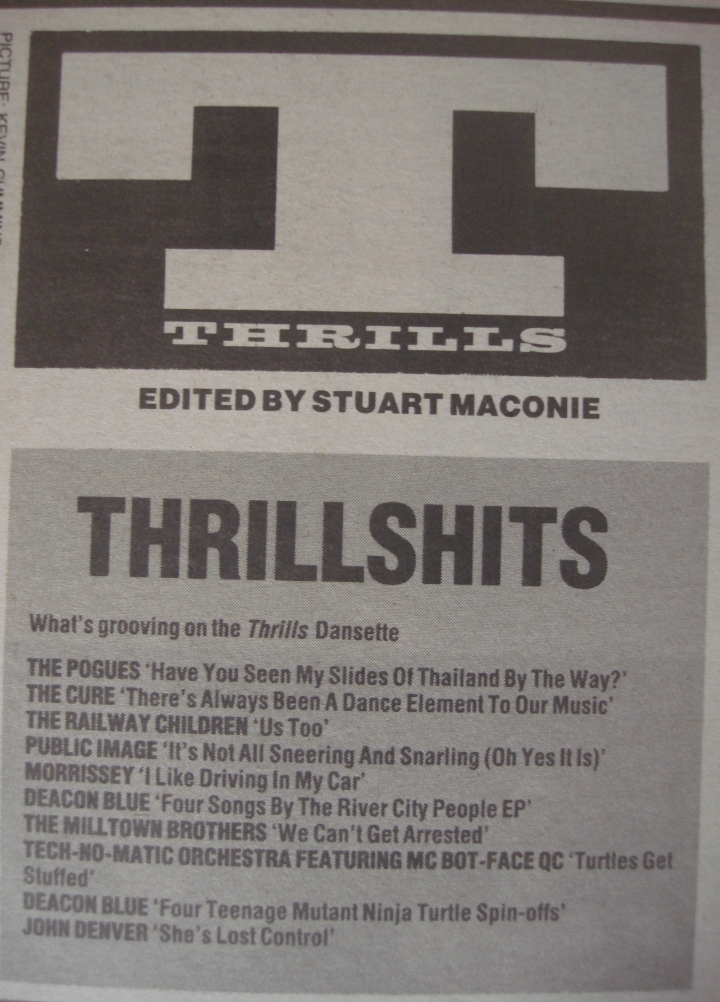 PICTURE: KEVIN
T
THRILLS
EDITED BY STUART MACONIE
THRILLSHITS
What's grooving on the Thrills Dansette
THE POGUES 'Have You Seen My Slides Of Thailand By The Way?'
THE CURE 'There's Always Been A Dance Element To Our Music'
THE RAILWAY CHILDREN 'Us Too'
PUBLIC IMAGE 'It's Not All Sneering And Snarling (Oh Yes It Is)'
MORRISSEY 'I Like Driving In My Car'
DEACON BLUE 'Four Songs By The River City People EP'
THE MILLTOWN BROTHERS 'We Can't Get Arrested'
TECH-NO-MATIC ORCHESTRA FEATURING MC BOT-FACE QC 'Turtles Get
Stuffed'
DEACON BLUE 'Four Teenage Mutant Ninja Turtle Spin-offs'
JOHN DENVER 'She's Lost Control'